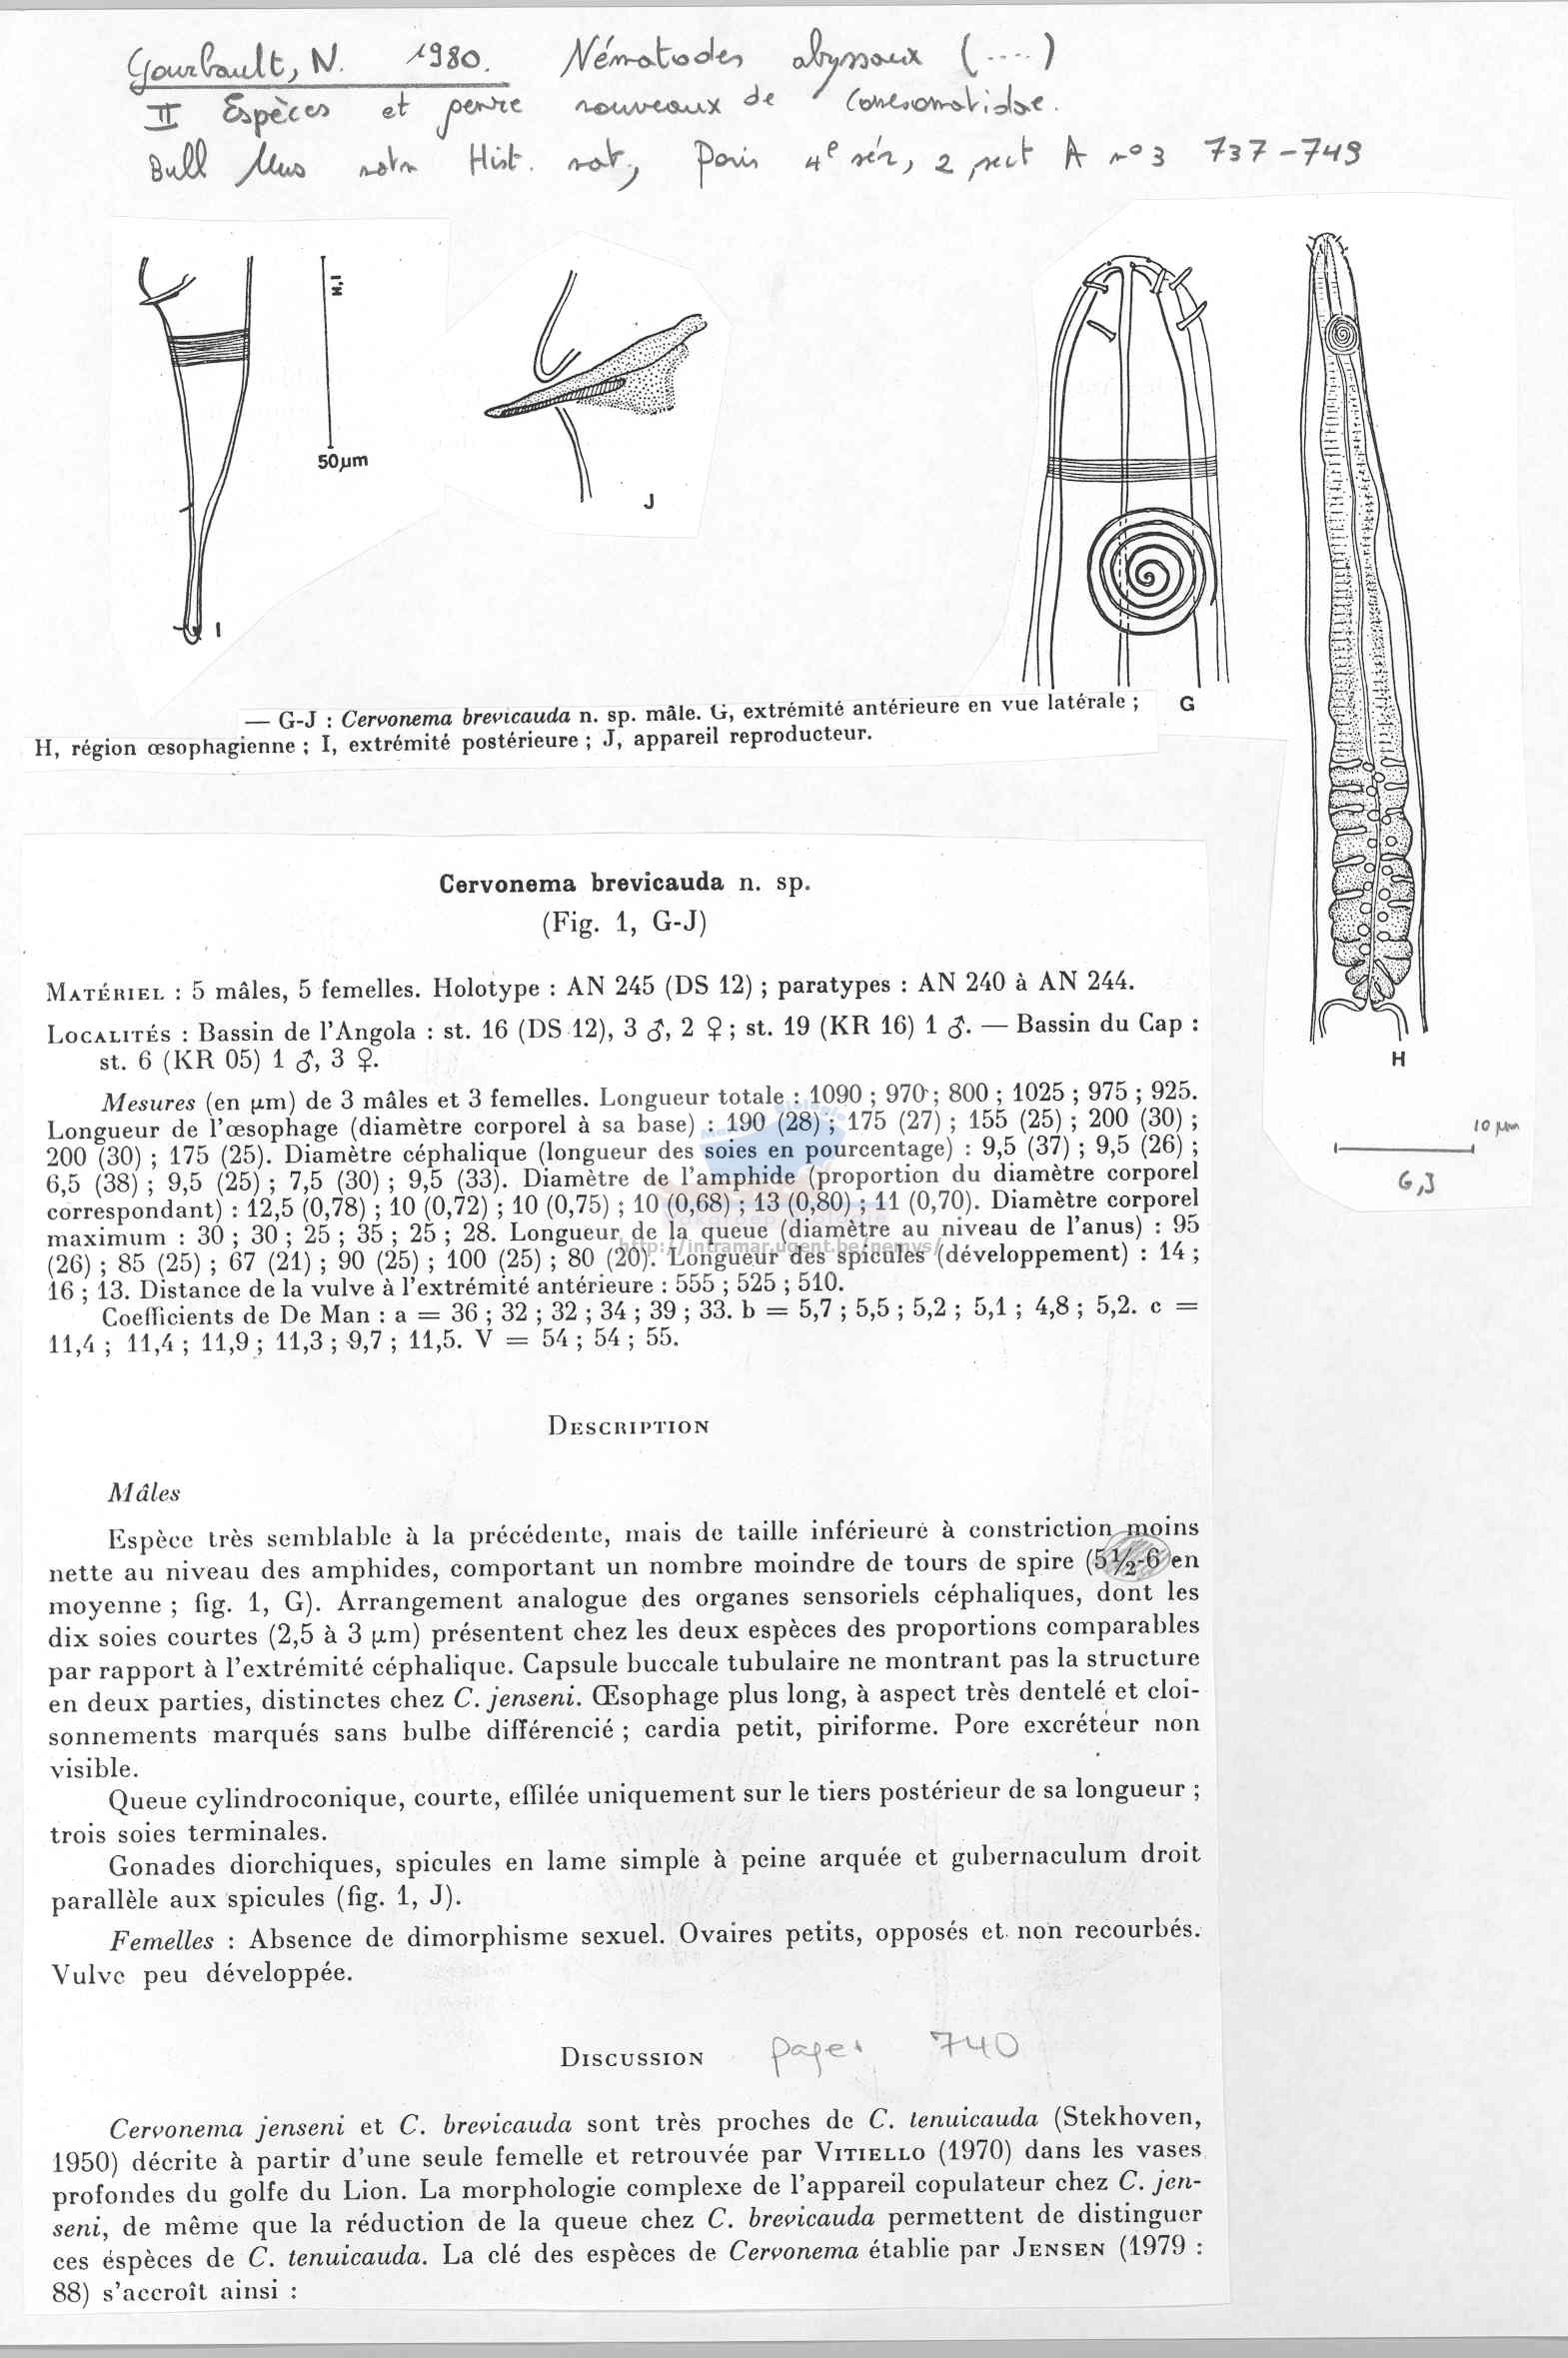 Gourbault, N. 1980. Nématodes abyssaux (....)
II Espèces et genre nouveaux de Comesomatidae.
Bull Mus natn Hist. nat, Paris 4e sér, 2 sect A no 3 737-749
H,I
50µm
J
I
G
— G-J : Cervonema brevicauda n. sp. mâle. G, extrémité antérieure en vue latérale ;
H, région œsophagienne ; I, extrémité postérieure ; J, appareil reproducteur.
H
10 µm
G,J
Cervonema brevicauda n. sp.
(Fig. 1, G-J)
Matériel : 5 mâles, 5 femelles. Holotype : AN 245 (DS 12) ; paratypes : AN 240 à AN 244.
Localités : Bassin de l'Angola : st. 16 (DS 12), 3 ♂, 2 ♀ ; st. 19 (KR 16) 1 ♂. — Bassin du Cap :
st. 6 (KR 05) 1 ♂, 3 ♀.
Mesures (en µm) de 3 mâles et 3 femelles. Longueur totale : 1090 ; 970 ; 800 ; 1025 ; 975 ; 925.
Longueur de l'œsophage (diamètre corporel à sa base) : 190 (28) ; 175 (27) ; 155 (25) ; 200 (30) ;
200 (30) ; 175 (25). Diamètre céphalique (longueur des soies en pourcentage) : 9,5 (37) ; 9,5 (26) ;
6,5 (38) ; 9,5 (25) ; 7,5 (30) ; 9,5 (33). Diamètre de l'amphide (proportion du diamètre corporel
correspondant) : 12,5 (0,78) ; 10 (0,72) ; 10 (0,75) ; 10 (0,68) ; 13 (0,80) ; 11 (0,70). Diamètre corporel
maximum : 30 ; 30 ; 25 ; 35 ; 25 ; 28. Longueur de la queue (diamètre au niveau de l'anus) : 95
http://intramar.ugent.be/nemys/
(26) ; 85 (25) ; 67 (21) ; 90 (25) ; 100 (25) ; 80 (20). Longueur des spicules (développement) : 14 ;
16 ; 13. Distance de la vulve à l'extrémité antérieure : 555 ; 525 ; 510.
Coefficients de De Man : a = 36 ; 32 ; 32 ; 34 ; 39 ; 33. b = 5,7 ; 5,5 ; 5,2 ; 5,1 ; 4,8 ; 5,2. c =
11,4 ; 11,4 ; 11,9 ; 11,3 ; 9,7 ; 11,5. V = 54 ; 54 ; 55.
Description
Mâles
Espèce très semblable à la précédente, mais de taille inférieure à constriction moins
nette au niveau des amphides, comportant un nombre moindre de tours de spire (5 ½-6 en
moyenne ; fig. 1, G). Arrangement analogue des organes sensoriels céphaliques, dont les
dix soies courtes (2,5 à 3 µm) présentent chez les deux espèces des proportions comparables
par rapport à l'extrémité céphalique. Capsule buccale tubulaire ne montrant pas la structure
en deux parties, distinctes chez C. jenseni. Œsophage plus long, à aspect très dentelé et cloi-
sonnements marqués sans bulbe différencié ; cardia petit, piriforme. Pore excréteur non
visible.
Queue cylindroconique, courte, effilée uniquement sur le tiers postérieur de sa longueur ;
trois soies terminales.
Gonades diorchiques, spicules en lame simple à peine arquée et gubernaculum droit
parallèle aux spicules (fig. 1, J).
Femelles : Absence de dimorphisme sexuel. Ovaires petits, opposés et non recourbés.
Vulve peu développée.
Discussion page 740
Cervonema jenseni et C. brevicauda sont très proches de C. tenuicauda (Stekhoven,
1950) décrite à partir d'une seule femelle et retrouvée par Vitiello (1970) dans les vases
profondes du golfe du Lion. La morphologie complexe de l'appareil copulateur chez C. jen-
seni, de même que la réduction de la queue chez C. brevicauda permettent de distinguer
ces éspèces de C. tenuicauda. La clé des espèces de Cervonema établie par Jensen (1979 :
88) s'accroît ainsi :